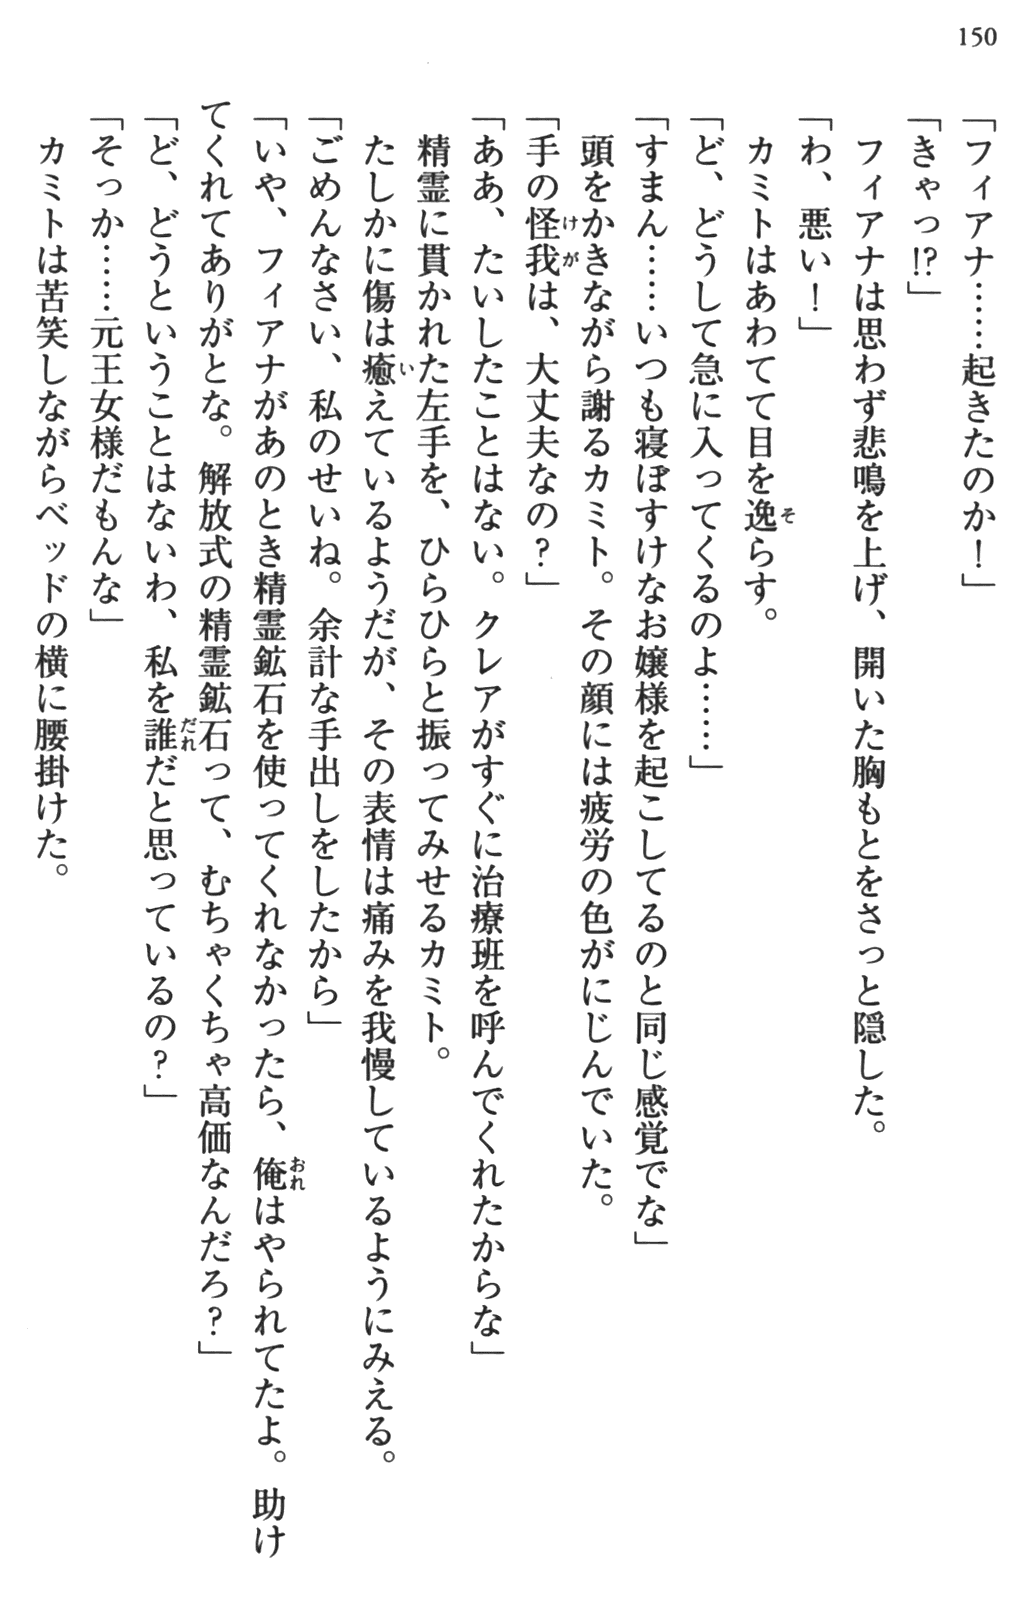 150
「フィアナ……起きたのか！」
「きゃっ!?」
フィアナは思わず悲鳴を上げ、開いた胸もとをさっと隠した。
「わ、悪い！」
カミトはあわてて目を逸らす。
「ど、どうして急に入ってくるのよ……」
「すまん……いつも寝ぼすけなお嬢様を起こしてるのと同じ感覚でな」
頭をかきながら謝るカミト。その顔には疲労の色がにじんでいた。
「手の怪我は、大丈夫なの？」
「ああ、たいしたことはない。クレアがすぐに治療班を呼んでくれたからな」
精霊に貫かれた左手を、ひらひらと振ってみせるカミト。
たしかに傷は癒えているようだが、その表情は痛みを我慢しているようにみえる。
「ごめんなさい、私のせいね。余計な手出しをしたから」
「いや、フィアナがあのとき精霊鉱石を使ってくれなかったら、俺はやられてたよ。助け
てくれてありがとな。解放式の精霊鉱石って、むちゃくちゃ高価なんだろ？」
「ど、どうということはないわ、私を誰だと思っているの？」
「そっか……元王女様だもんな」
カミトは苦笑しながらベッドの横に腰掛けた。